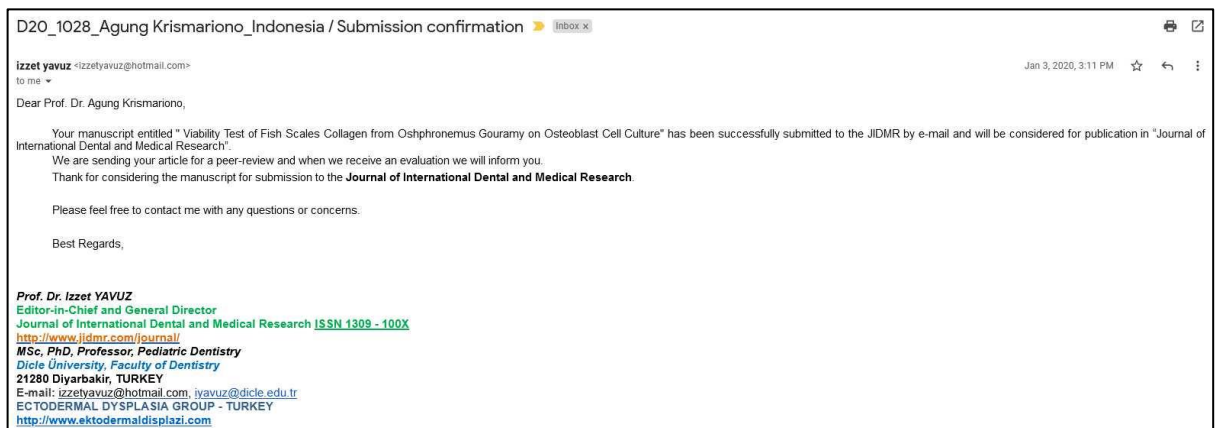 D20_1028_Agung Krismariono_Indonesia / Submission confirmation Inbox x
izzet yavuz <izzetyavuz@hotmail.com> Jan 3, 2020, 3:11 PM
to me
Dear Prof. Dr. Agung Krismariono,
Your manuscript entitled " Viability Test of Fish Scales Collagen from Oshphronemus Gouramy on Osteoblast Cell Culture" has been successfully submitted to the JIDMR by e-mail and will be considered for publication in “Journal of
International Dental and Medical Research”.
We are sending your article for a peer-review and when we receive an evaluation we will inform you.
Thank for considering the manuscript for submission to the Journal of International Dental and Medical Research.
Please feel free to contact me with any questions or concerns.
Best Regards,
Prof. Dr. Izzet YAVUZ
Editor-in-Chief and General Director
Journal of International Dental and Medical Research ISSN 1309 - 100X
http://www.jidmr.com/journal/
MSc, PhD, Professor, Pediatric Dentistry
Dicle Üniversity, Faculty of Dentistry
21280 Diyarbakir, TURKEY
E-mail: izzetyavuz@hotmail.com, iyavuz@dicle.edu.tr
ECTODERMAL DYSPLASIA GROUP - TURKEY
http://www.ektodermaldisplazi.com